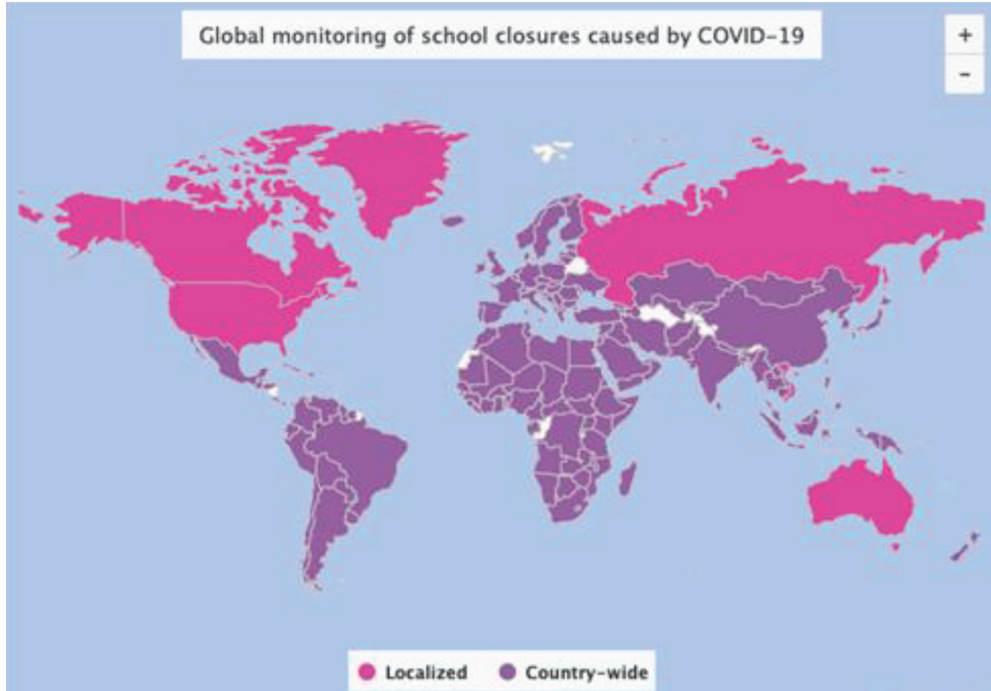 Global monitoring of school closures caused by COVID-19
+
-
Localized
Country-wide